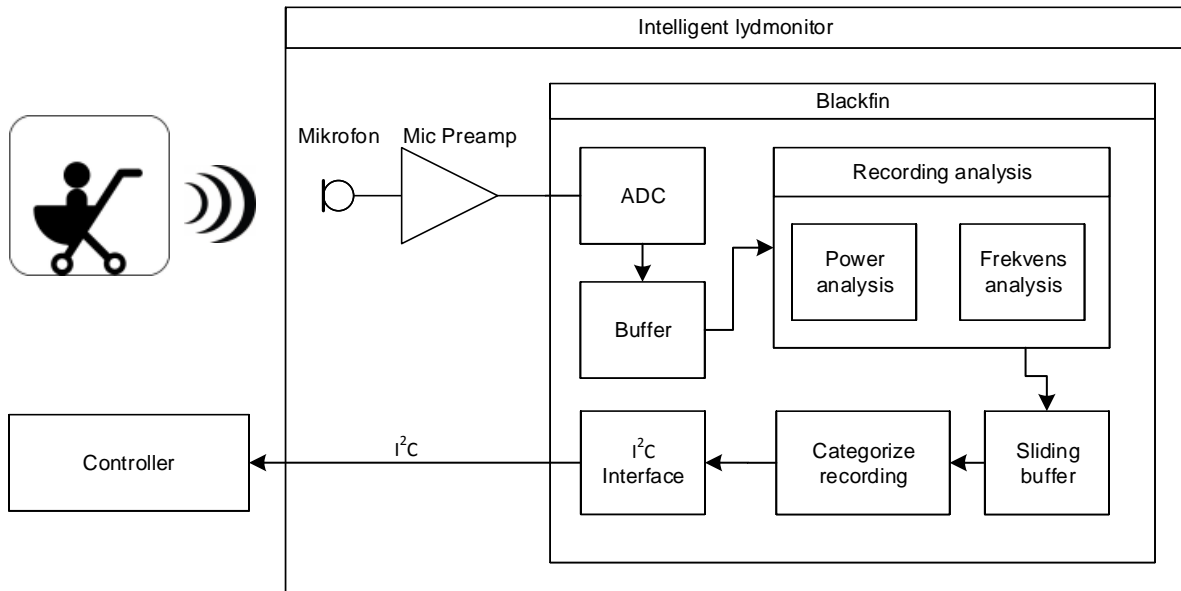 Intelligent lydmonitor
Blackfin
Mikrofon
Mic Preamp
ADC
Recording analysis
Power
analysis
Frekvens
analysis
Buffer
Controller
I²C
I²C
Interface
Categorize
recording
Sliding
buffer